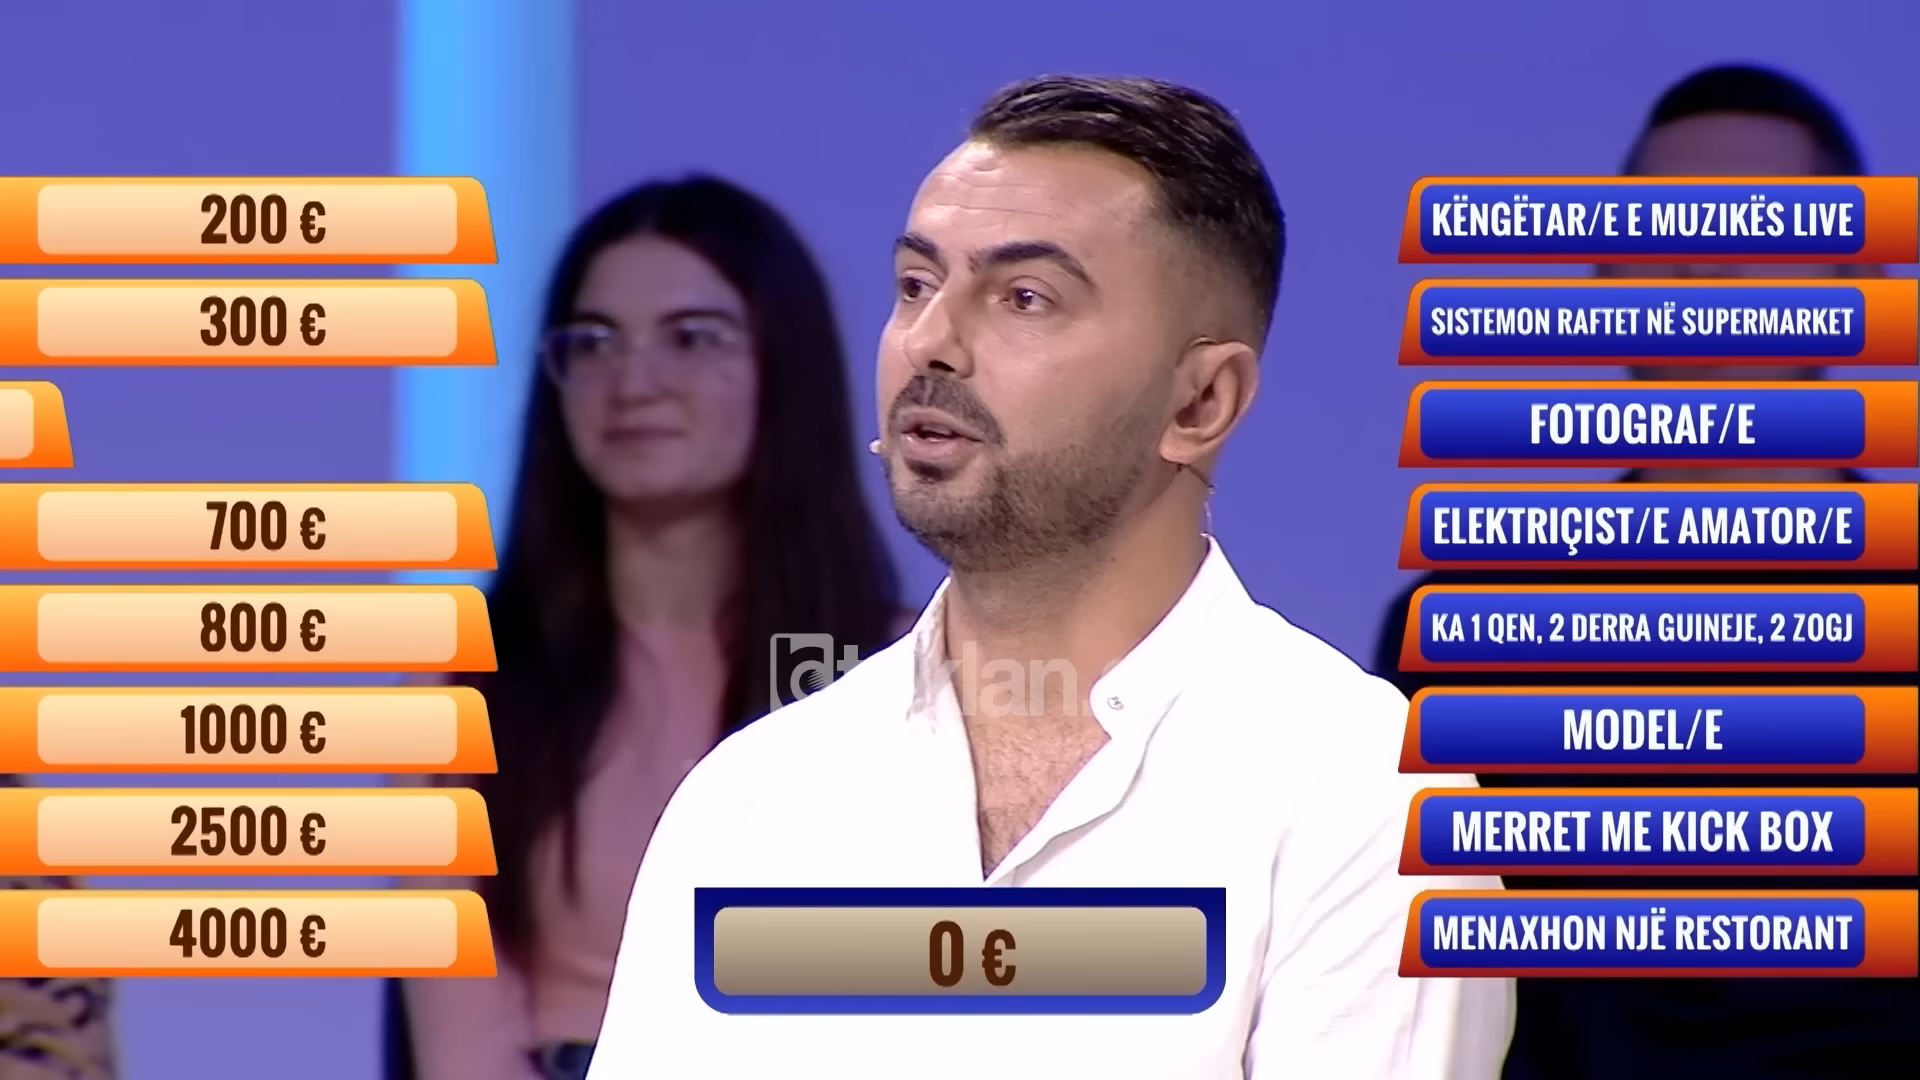 200 €
300 €
700 €
800 €
1000 €
2500 €
4000 €
KËNGËTAR/E E MUZIKËS LIVE
SISTEMON RAFTET NË SUPERMARKET
FOTOGRAF/E
ELEKTRIÇIST/E AMATOR/E
KA 1 QEN, 2 DERRA GUINEJE, 2 ZOGJ
MODEL/E
MERRET ME KICK BOX
MENAXHON NJË RESTORANT
0 €